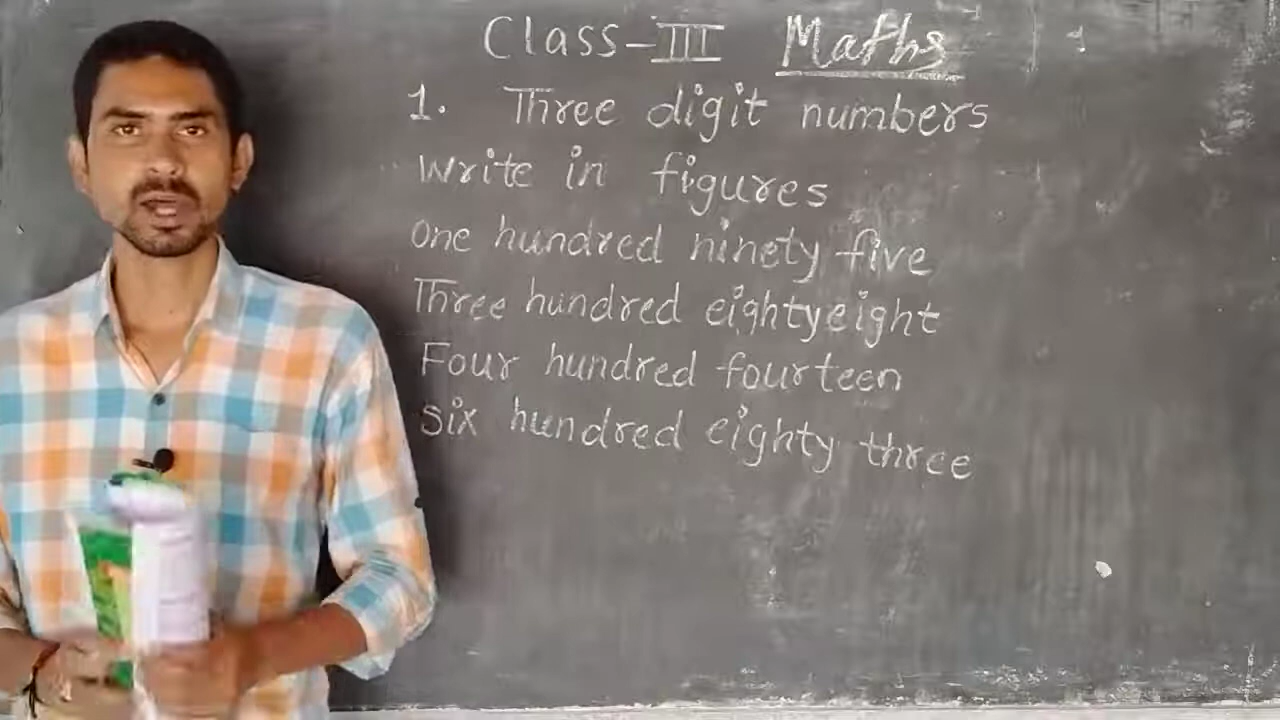 Class-III Maths
1. Three digit numbers
Write in figures
one hundred ninety five
Three hundred eightyeight
Four hundred fourteen
six hundred eighty three